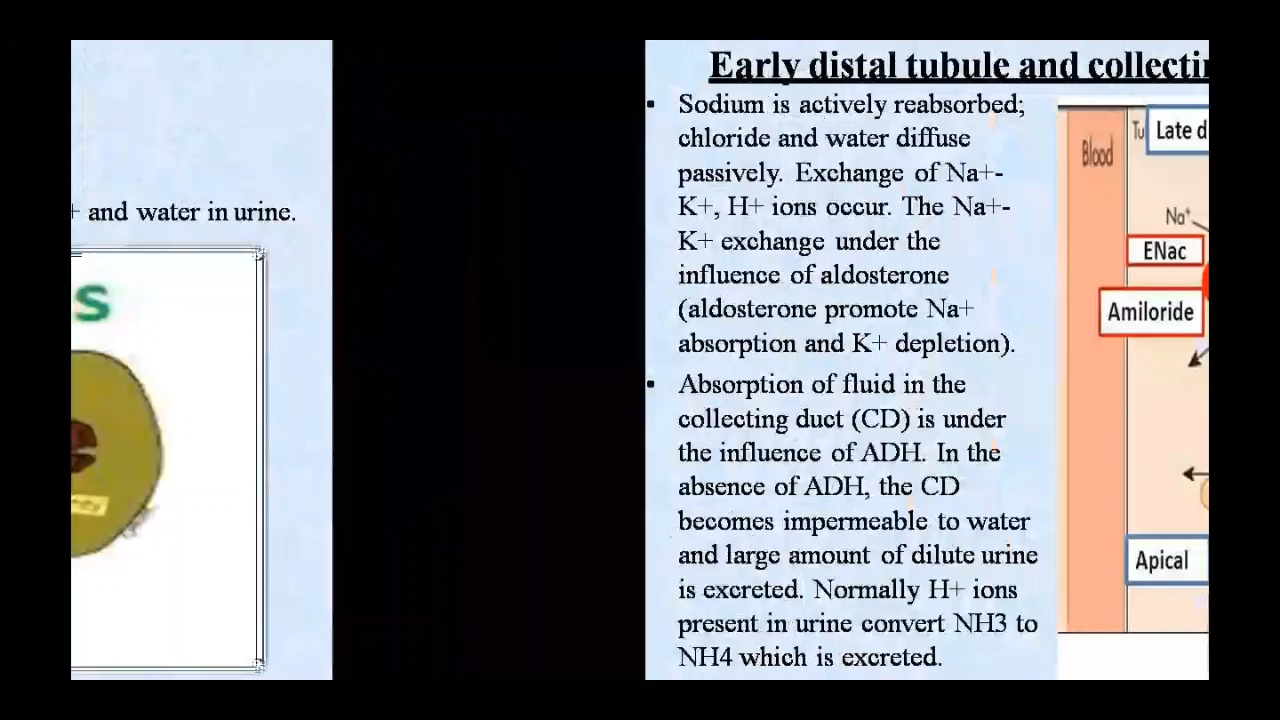 + and water in urine.
S
Early distal tubule and collecti
▪ Sodium is actively reabsorbed;
chloride and water diffuse
passively. Exchange of Na+-
K+, H+ ions occur. The Na+-
K+ exchange under the
influence of aldosterone
(aldosterone promote Na+
absorption and K+ depletion).
▪ Absorption of fluid in the
collecting duct (CD) is under
the influence of ADH. In the
absence of ADH, the CD
becomes impermeable to water
and large amount of dilute urine
is excreted. Normally H+ ions
present in urine convert NH3 to
NH4 which is excreted.
Tu
Late d
Blood
Na+
ENac
Amiloride
Apical